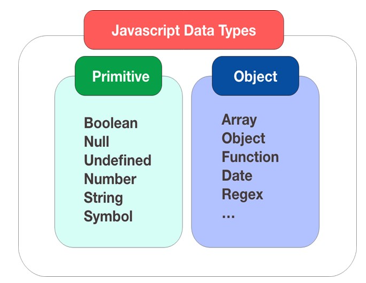 Javascript Data Types
Primitive
Boolean
Null
Undefined
Number
String
Symbol
Object
Array
Object
Function
Date
Regex
...